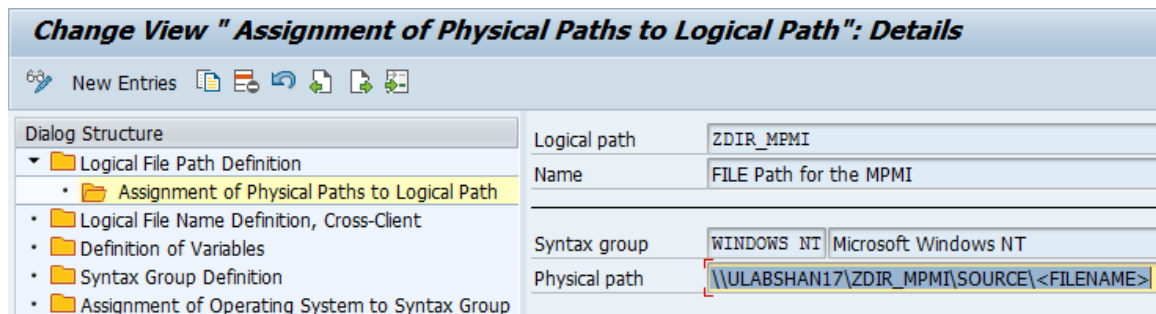 Change View " Assignment of Physical Paths to Logical Path": Details
New Entries
Dialog Structure
Logical File Path Definition
Assignment of Physical Paths to Logical Path
Logical File Name Definition, Cross-Client
Definition of Variables
Syntax Group Definition
Assignment of Operating System to Syntax Group
Logical path ZDIR_MPMI
Name FILE Path for the MPMI
Syntax group WINDOWS NT Microsoft Windows NT
Physical path \\ULABSHAN17\ZDIR_MPMI\SOURCE\<FILENAME>